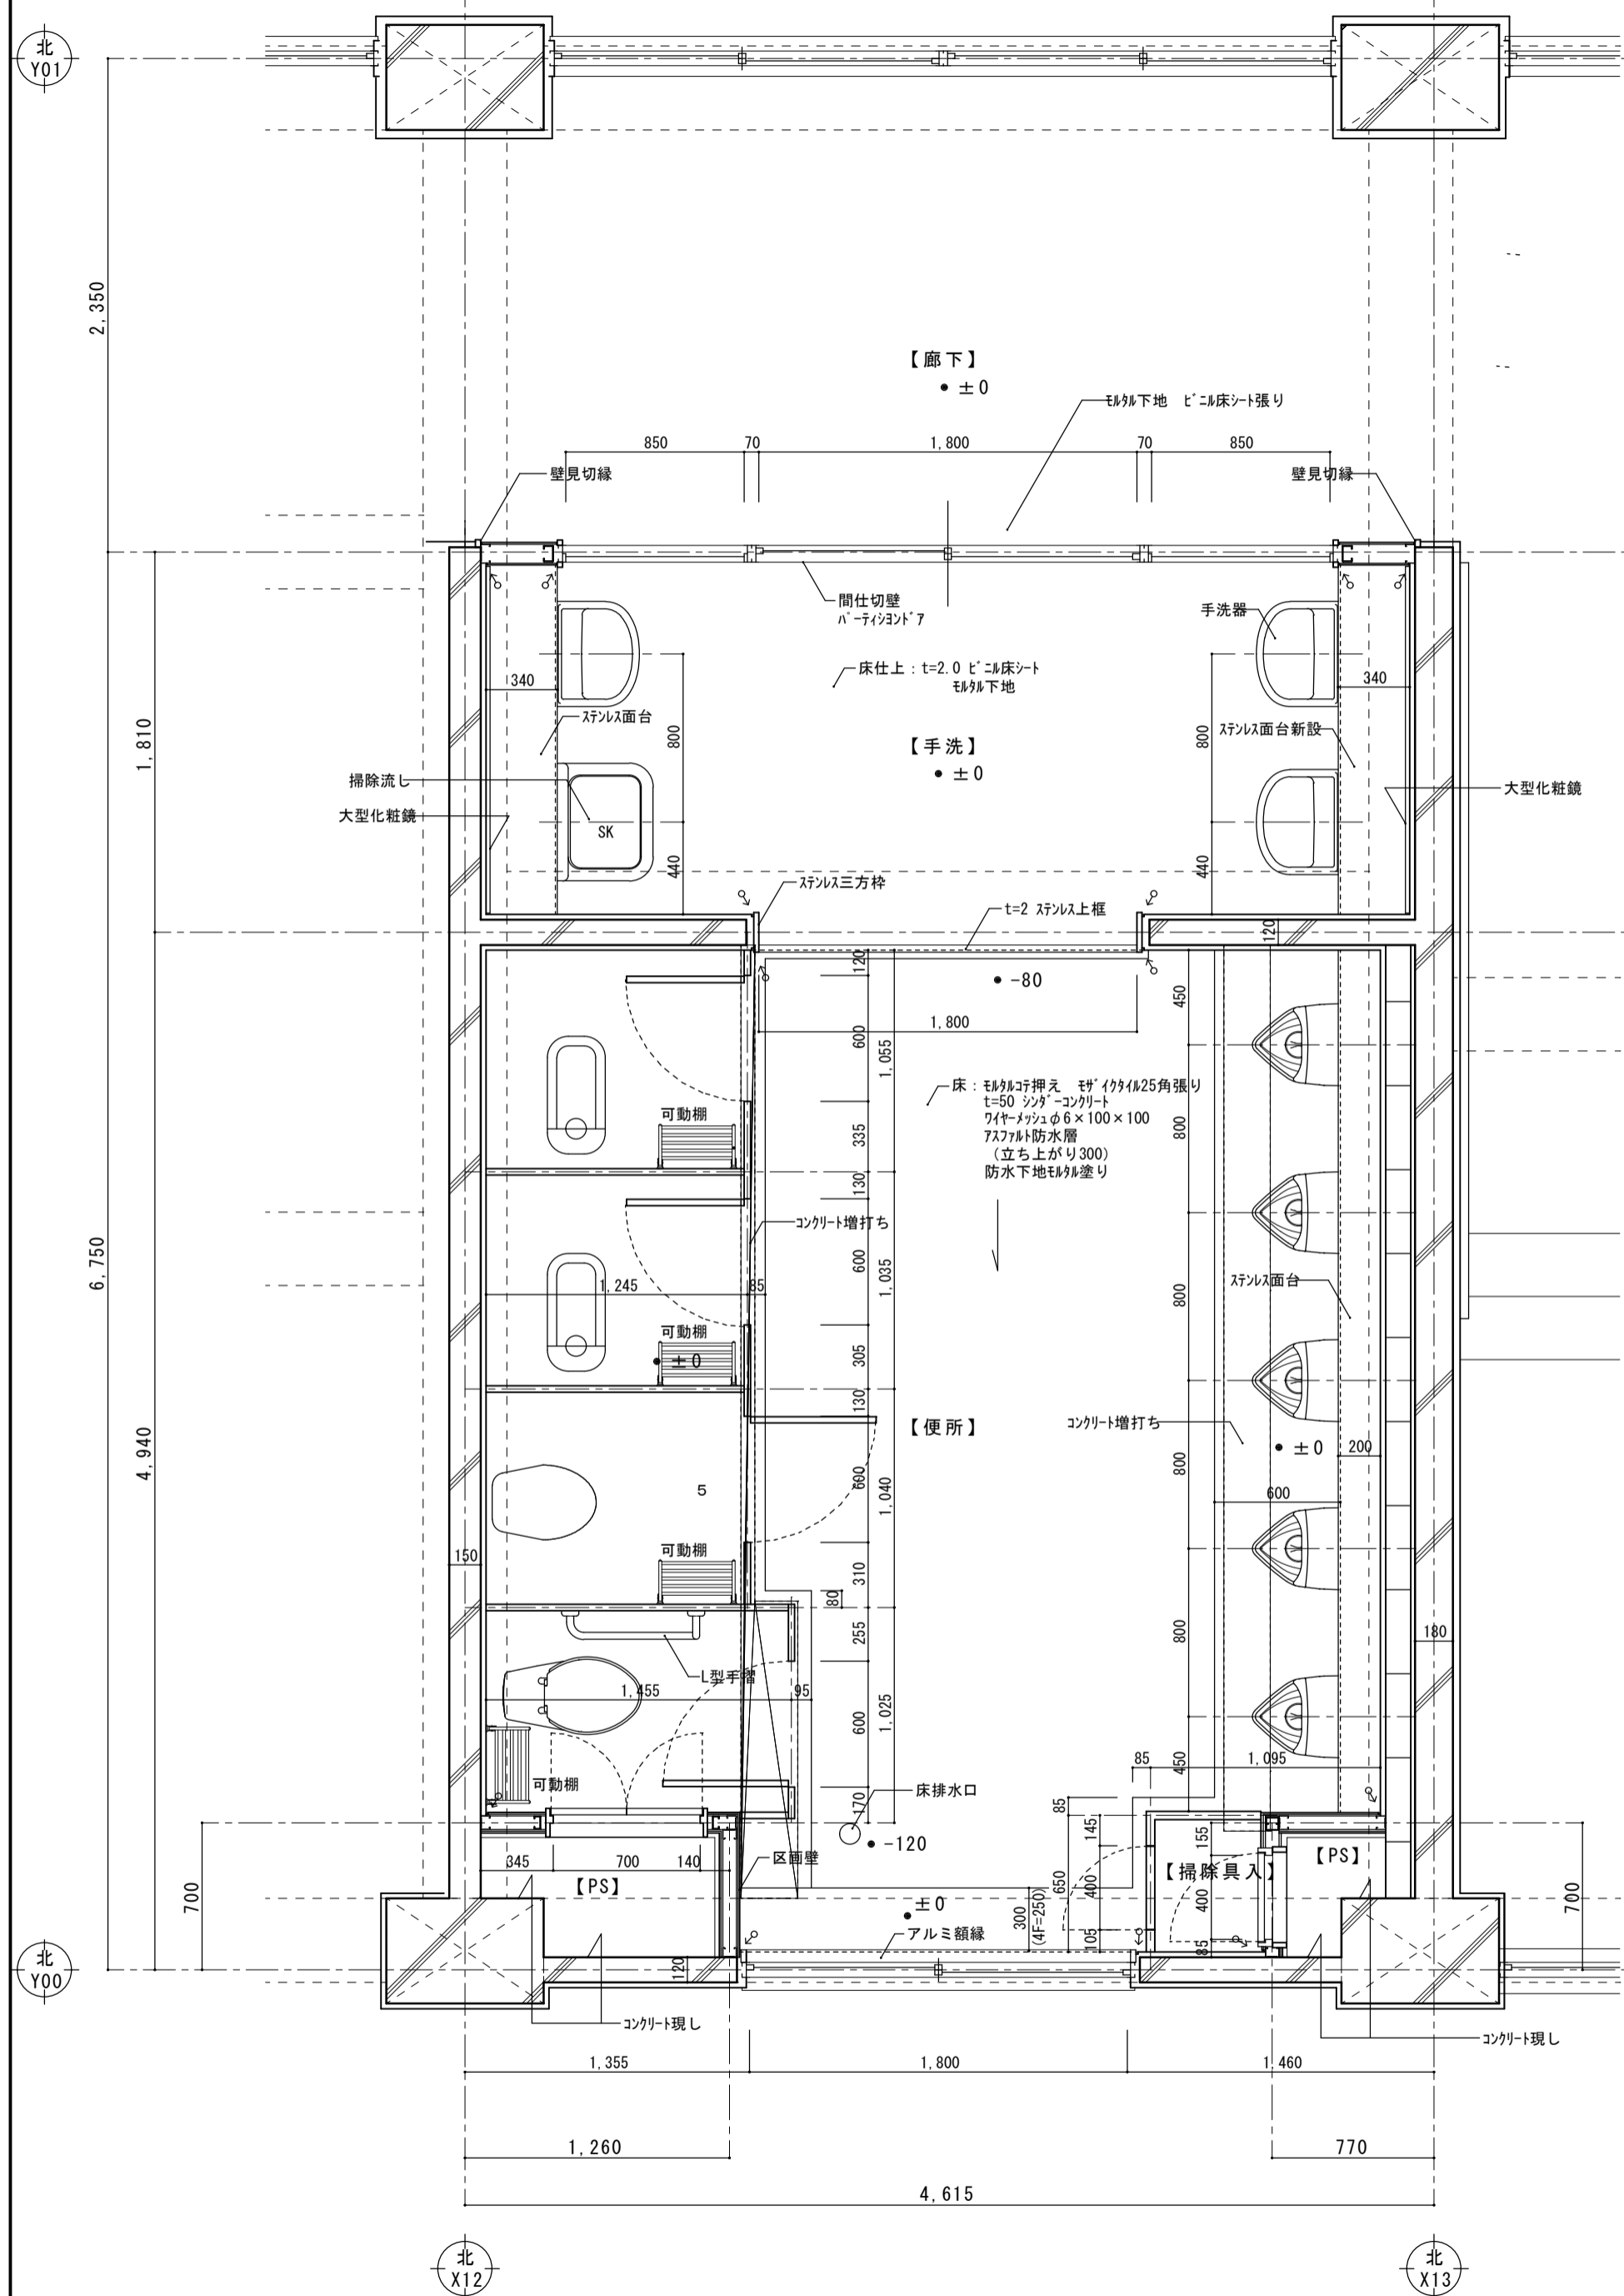 北
Y01
2,350
【廊下】
±0
モルタル下地 ビニル床シート張り
850
70
1,800
70
850
壁見切縁
壁見切縁
間仕切壁
パーティションドア
手洗器
床仕上：t=2.0 ビニル床シート
モルタル下地
340
340
ステンレス面台
800
800
ステンレス面台新設
1,810
【手洗】
±0
掃除流し
大型化粧鏡
大型化粧鏡
SK
440
440
ステンレス三方枠
t=2 ステンレス上框
120
120
-80
450
1,800
600
1,055
床：モルタルコテ押え モザイクタイル25角張り
t=50 シンダーコンクリート
ワイヤーメッシュφ6×100×100
アスファルト防水層
（立ち上がり300）
防水下地モルタル塗り
可動棚
335
800
130
コンクリート増打ち
6,750
600
1,035
1,245
85
800
ステンレス面台
可動棚
±0
305
130
4,940
【便所】
コンクリート増打ち
±0
200
600
1,040
800
5
600
可動棚
150
310
80
255
800
180
L型手摺
1,455
95
600
1,025
450
85
1,095
可動棚
170
床排水口
-120
85
145
155
区画壁
345
700
140
【PS】
【掃除具入】
【PS】
650
400
400
700
700
±0
300
(4F=250)
アルミ額縁
105
85
120
北
Y00
コンクリート現し
コンクリート現し
1,355
1,800
1,460
1,260
770
4,615
北
X12
北
X13